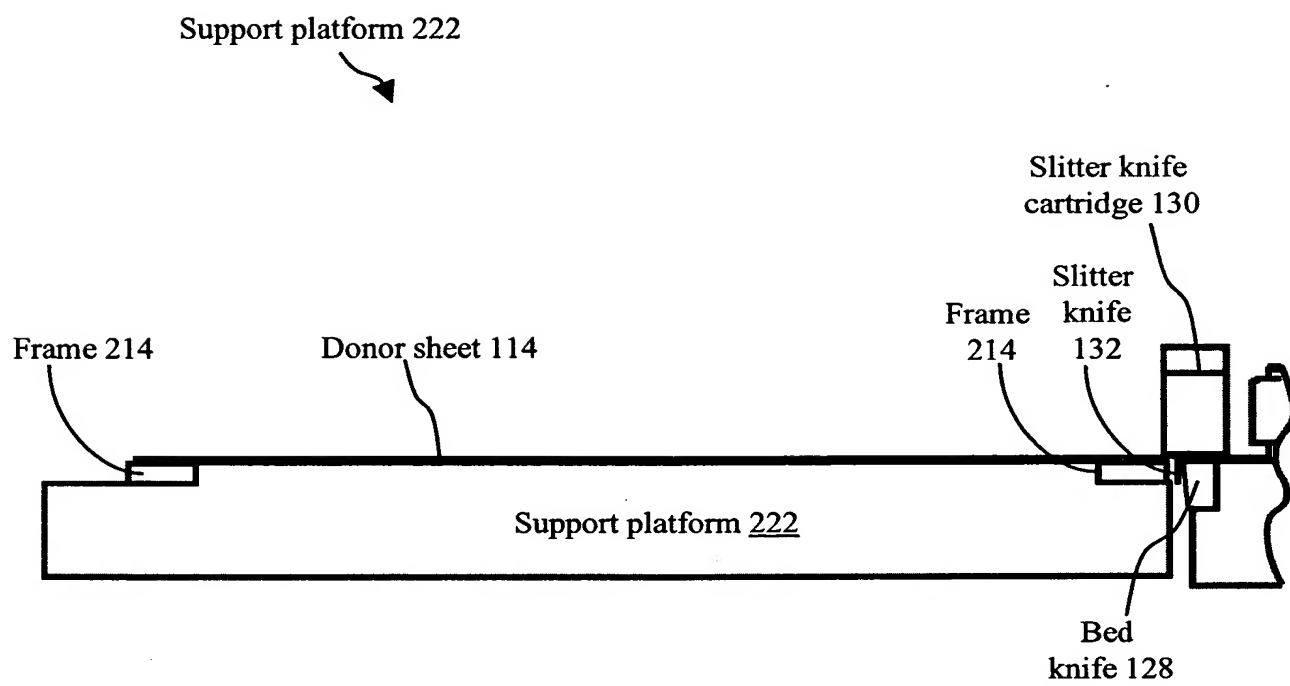 Support platform 222
Slitter knife
cartridge 130
Slitter
knife
132
Frame
214
Frame 214
Donor sheet 114
Support platform 222
Bed
knife 128